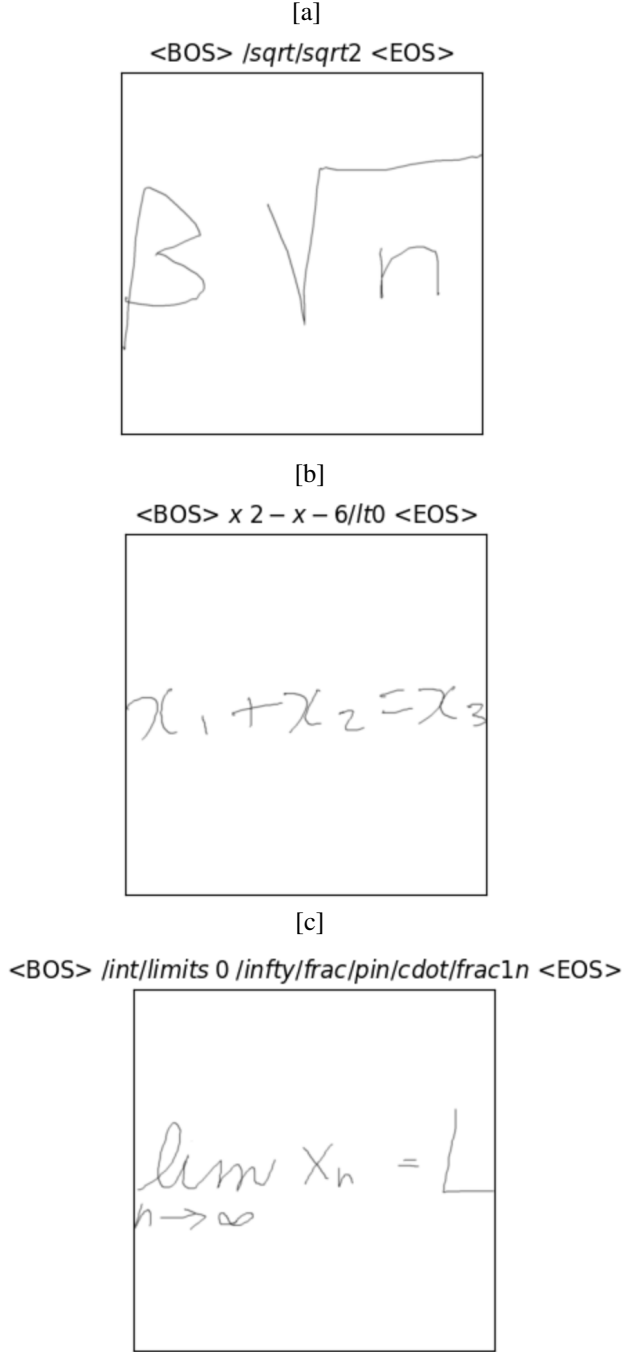 [a]
<BOS> /sqrt/sqrt2 <EOS>
β √n
[b]
<BOS> x 2 − x − 6/lt0 <EOS>
x₁ + x₂ = x₃
[c]
<BOS> /int/limits 0 /infty/frac/pin/cdot/frac1n <EOS>
lim xₙ = L
n → ∞